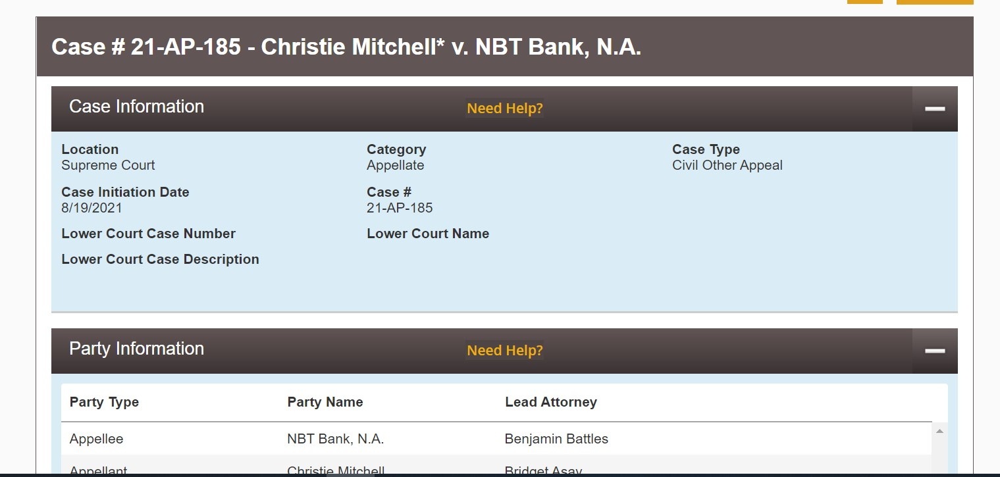 Case # 21-AP-185 - Christie Mitchell* v. NBT Bank, N.A.
Case Information Need Help?
Location Category Case Type
Supreme Court Appellate Civil Other Appeal
Case Initiation Date Case #
8/19/2021 21-AP-185
Lower Court Case Number Lower Court Name
Lower Court Case Description
Party Information Need Help?
Party Type Party Name Lead Attorney
Appellee NBT Bank, N.A. Benjamin Battles
Appellant Christie Mitchell Bridget Asay